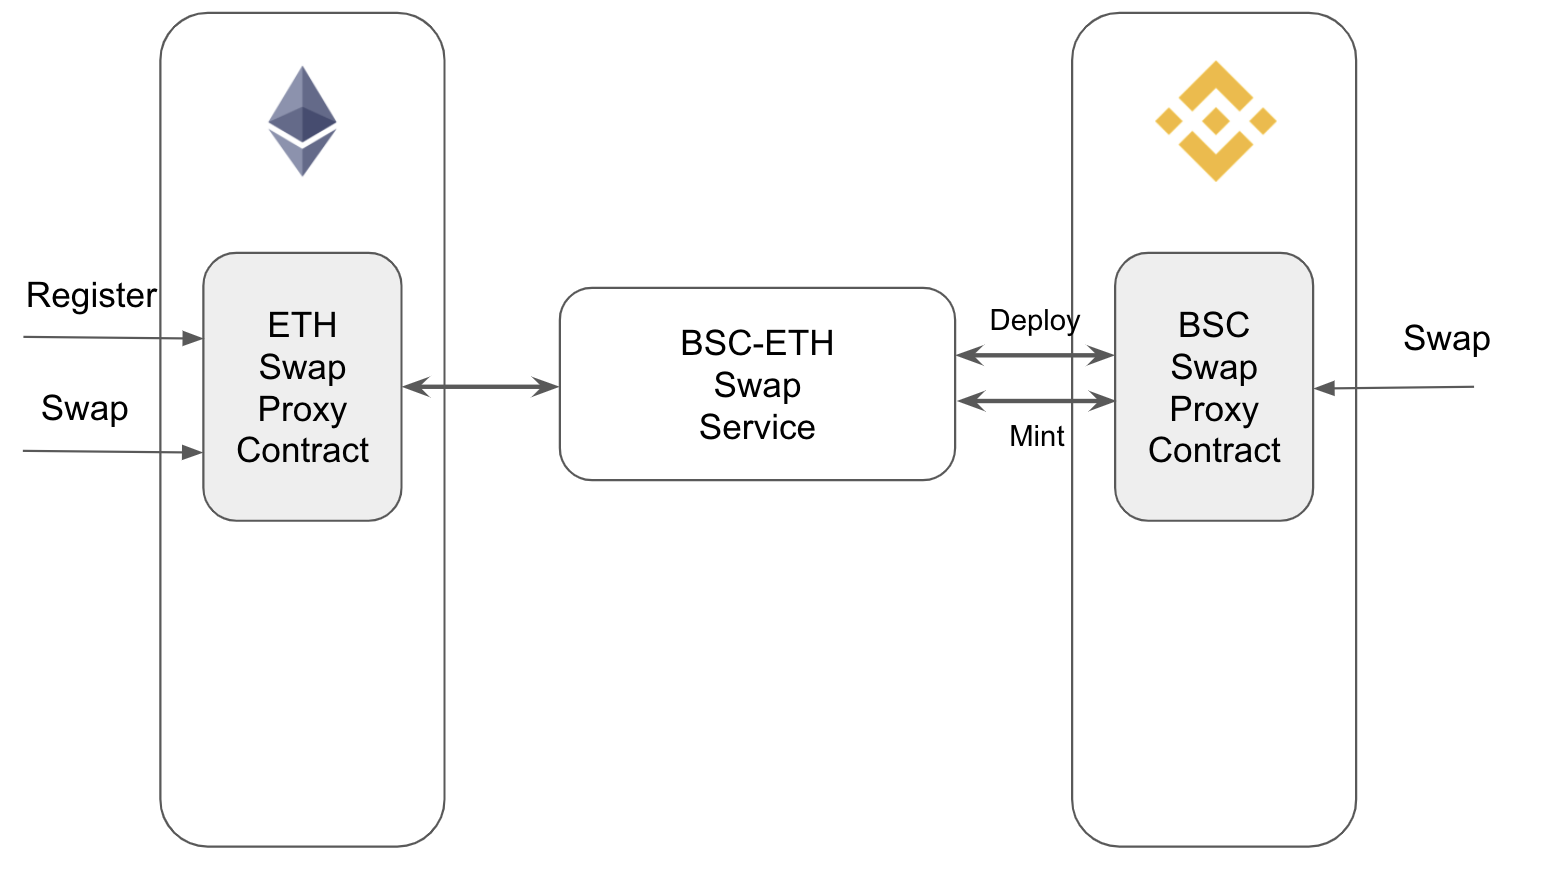 Register
Swap
ETH
Swap
Proxy
Contract
BSC-ETH
Swap
Service
Deploy
Mint
BSC
Swap
Proxy
Contract
Swap